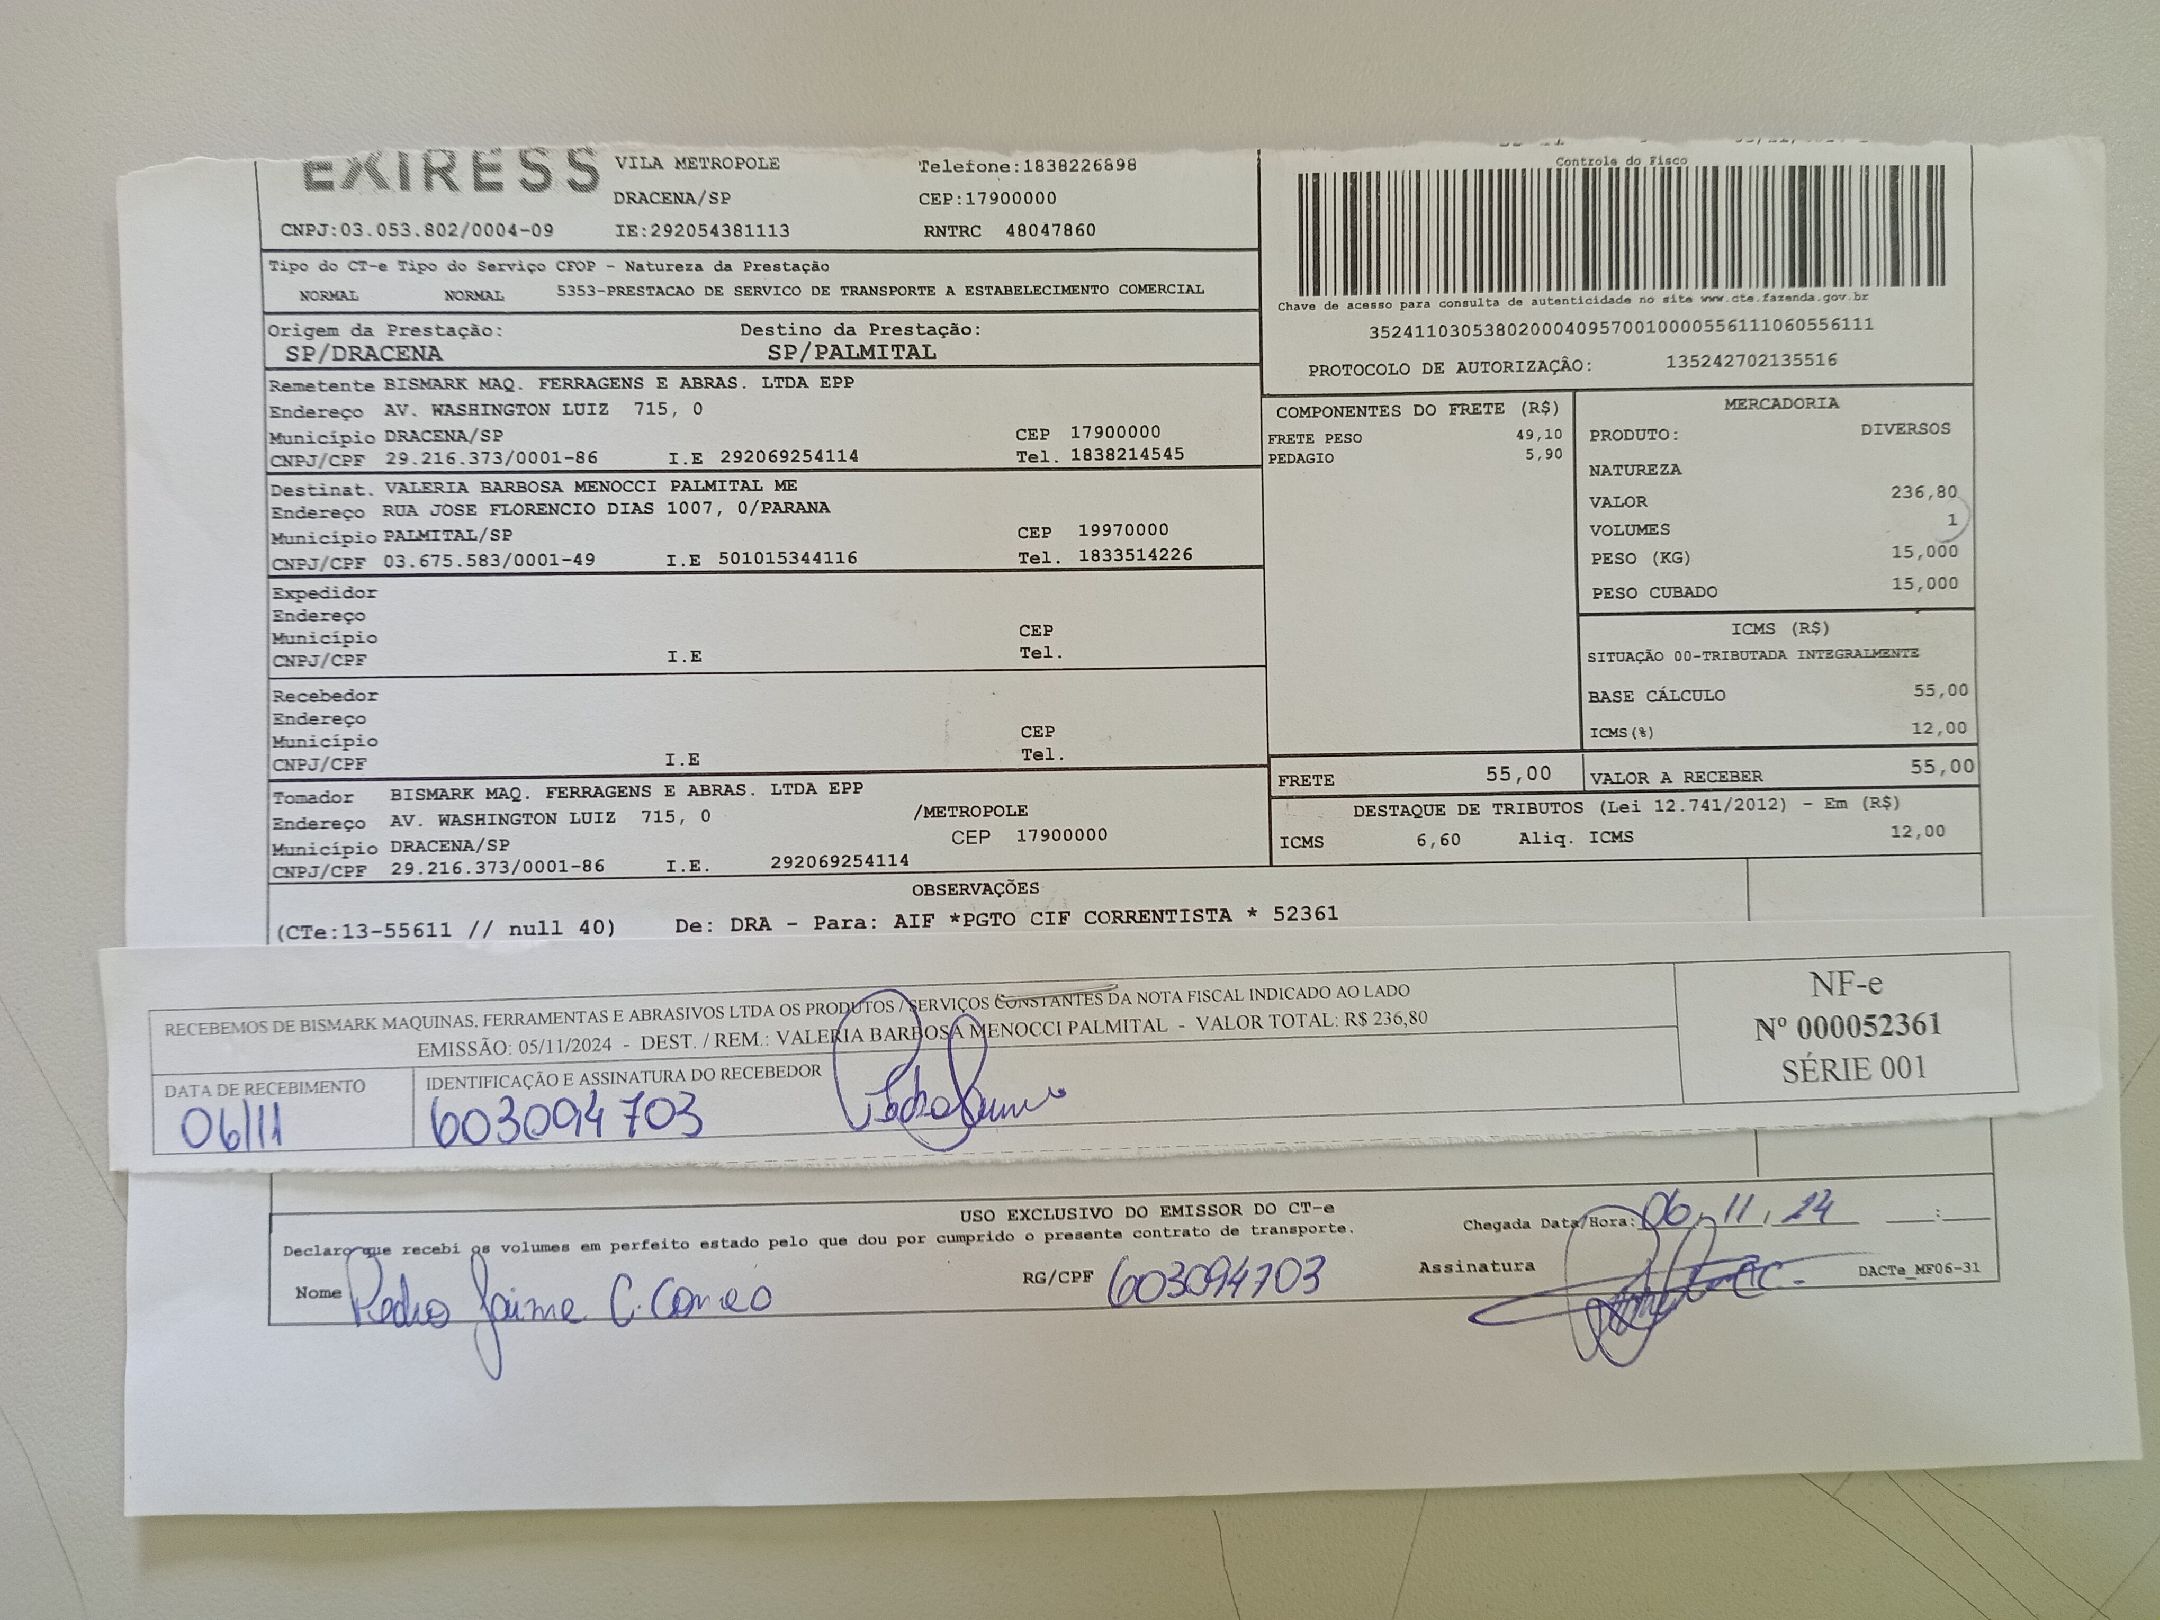 EXPRESS
VILA METROPOLE
Telefone:1838226898
DRACENA/SP
CEP:17900000
CNPJ:03.053.802/0004-09
IE:292054381113
RNTRC 48047860
Tipo do CT-e Tipo do Serviço CFOP - Natureza da Prestação
NORMAL NORMAL 5353-PRESTACAO DE SERVICO DE TRANSPORTE A ESTABELECIMENTO COMERCIAL
Origem da Prestação: Destino da Prestação:
SP/DRACENA SP/PALMITAL
Controle do Fisco
Chave de acesso para consulta de autenticidade no site www.cte.fazenda.gov.br
35241103053802000409570010000556111060556111
PROTOCOLO DE AUTORIZAÇÃO: 135242702135516
Remetente BISMARK MAQ. FERRAGENS E ABRAS. LTDA EPP
Endereço AV. WASHINGTON LUIZ 715, 0
Município DRACENA/SP CEP 17900000
CNPJ/CPF 29.216.373/0001-86 I.E 292069254114 Tel. 1838214545
Destinat. VALERIA BARBOSA MENOCCI PALMITAL ME
Endereço RUA JOSE FLORENCIO DIAS 1007, 0/PARANA
Município PALMITAL/SP CEP 19970000
CNPJ/CPF 03.675.583/0001-49 I.E 501015344116 Tel. 1833514226
Expedidor
Endereço
Município CEP
CNPJ/CPF I.E Tel.
Recebedor
Endereço
Município CEP
CNPJ/CPF I.E Tel.
Tomador BISMARK MAQ. FERRAGENS E ABRAS. LTDA EPP
Endereço AV. WASHINGTON LUIZ 715, 0 /METROPOLE
Município DRACENA/SP CEP 17900000
CNPJ/CPF 29.216.373/0001-86 I.E. 292069254114
COMPONENTES DO FRETE (R$)
FRETE PESO 49,10
PEDAGIO 5,90
MERCADORIA
PRODUTO: DIVERSOS
NATUREZA
VALOR 236,80
VOLUMES 1
PESO (KG) 15,000
PESO CUBADO 15,000
ICMS (R$)
SITUAÇÃO 00-TRIBUTADA INTEGRALMENTE
BASE CÁLCULO 55,00
ICMS(%) 12,00
FRETE 55,00 VALOR A RECEBER 55,00
DESTAQUE DE TRIBUTOS (Lei 12.741/2012) - Em (R$)
ICMS 6,60 Aliq. ICMS 12,00
OBSERVAÇÕES
(CTe:13-55611 // null 40) De: DRA - Para: AIF *PGTO CIF CORRENTISTA * 52361
RECEBEMOS DE BISMARK MAQUINAS, FERRAMENTAS E ABRASIVOS LTDA OS PRODUTOS / SERVIÇOS CONSTANTES DA NOTA FISCAL INDICADO AO LADO
EMISSÃO: 05/11/2024 - DEST. / REM.: VALERIA BARBOSA MENOCCI PALMITAL - VALOR TOTAL: R$ 236,80
DATA DE RECEBIMENTO
06/11
IDENTIFICAÇÃO E ASSINATURA DO RECEBEDOR
603094703
NF-e
Nº 000052361
SÉRIE 001
USO EXCLUSIVO DO EMISSOR DO CT-e
Declaro que recebi os volumes em perfeito estado pelo que dou por cumprido o presente contrato de transporte.
Chegada Data/Hora: 06,11,24 :
Nome Pedro Jaime C.
RG/CPF 603094703
Assinatura
DACTe_MF06-31